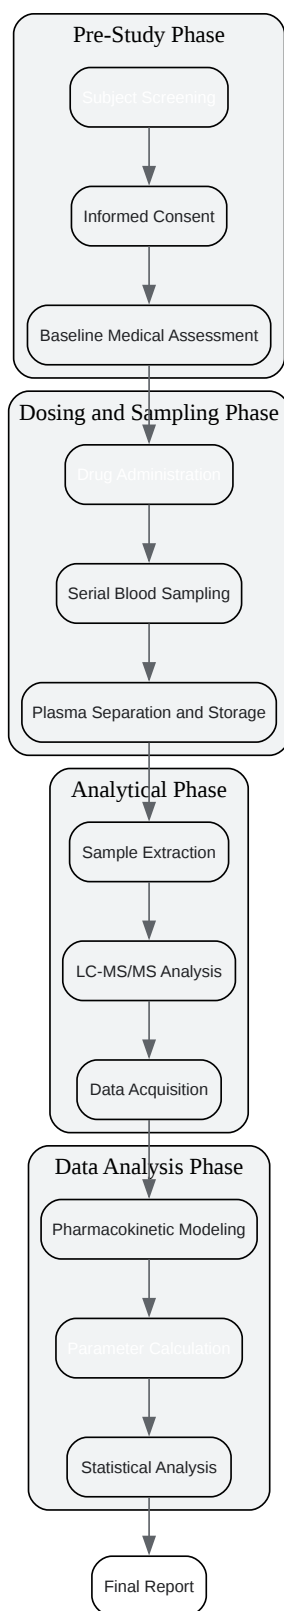 Pre-Study Phase
Subject Screening
Informed Consent
Baseline Medical Assessment
Dosing and Sampling Phase
Drug Administration
Serial Blood Sampling
Plasma Separation and Storage
Analytical Phase
Sample Extraction
LC-MS/MS Analysis
Data Acquisition
Data Analysis Phase
Pharmacokinetic Modeling
Parameter Calculation
Statistical Analysis
Final Report